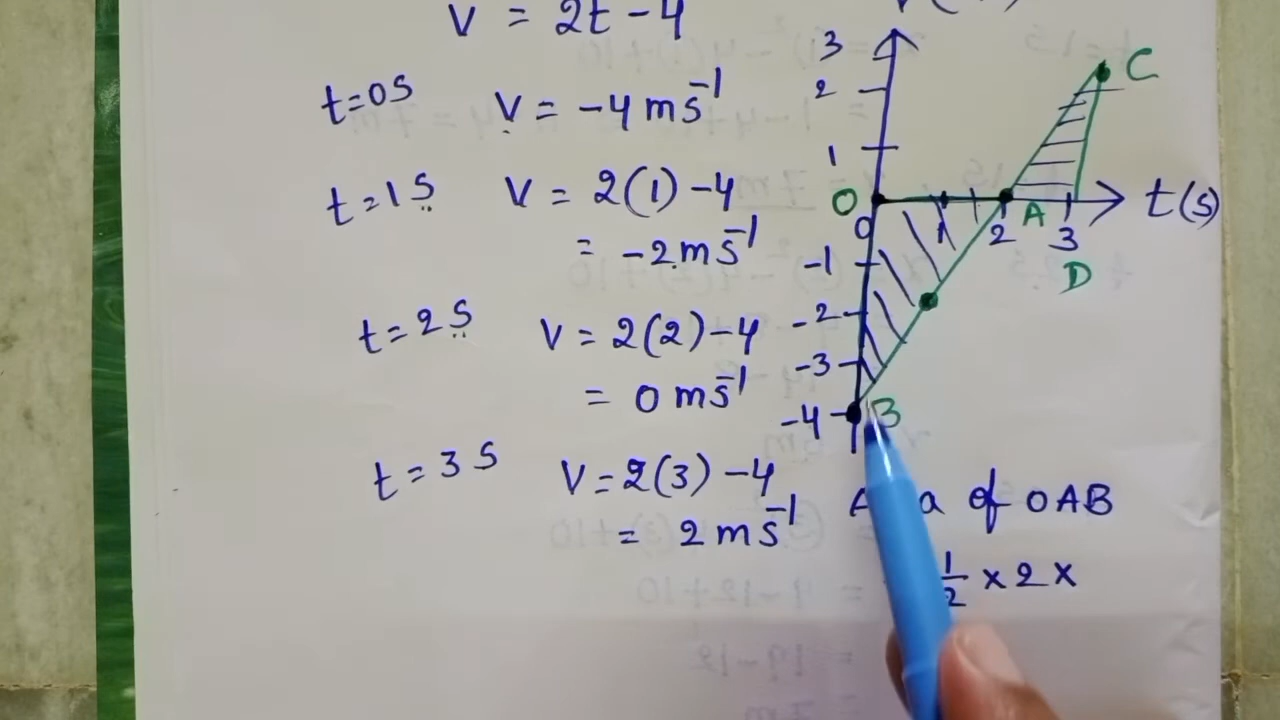 V = 2t - 4
t=0s V = -4 ms⁻¹
t=1s V = 2(1) -4
= -2ms⁻¹
t=2s V = 2(2)-4
= 0 ms⁻¹
t=3s V=2(3)-4
= 2 ms⁻¹
3
2
1
O
0
-1
-2
-3
-4
1 2 3
t(s)
A
B
C
D
of OAB
1/2 × 2 ×